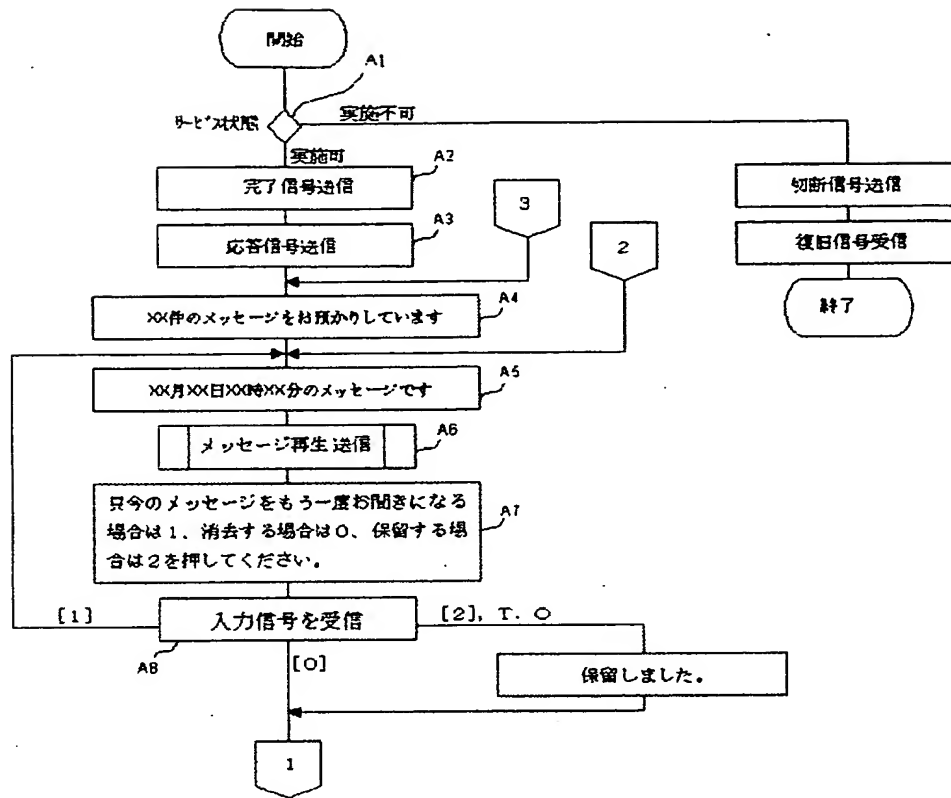 開始
A1
サービス状態
実施不可
実施可
A2
完了信号送信
切断信号送信
3
A3
応答信号送信
2
復旧信号受信
A4
XX件のメッセージをお預かりしています
終了
A5
XX月XX日XX時XX分のメッセージです
A6
メッセージ再生送信
A7
只今のメッセージをもう一度お聞きになる
場合は1、消去する場合は0、保留する場
合は2を押してください。
[1]
入力信号を受信
[2], T. O
A8
[0]
保留しました。
1